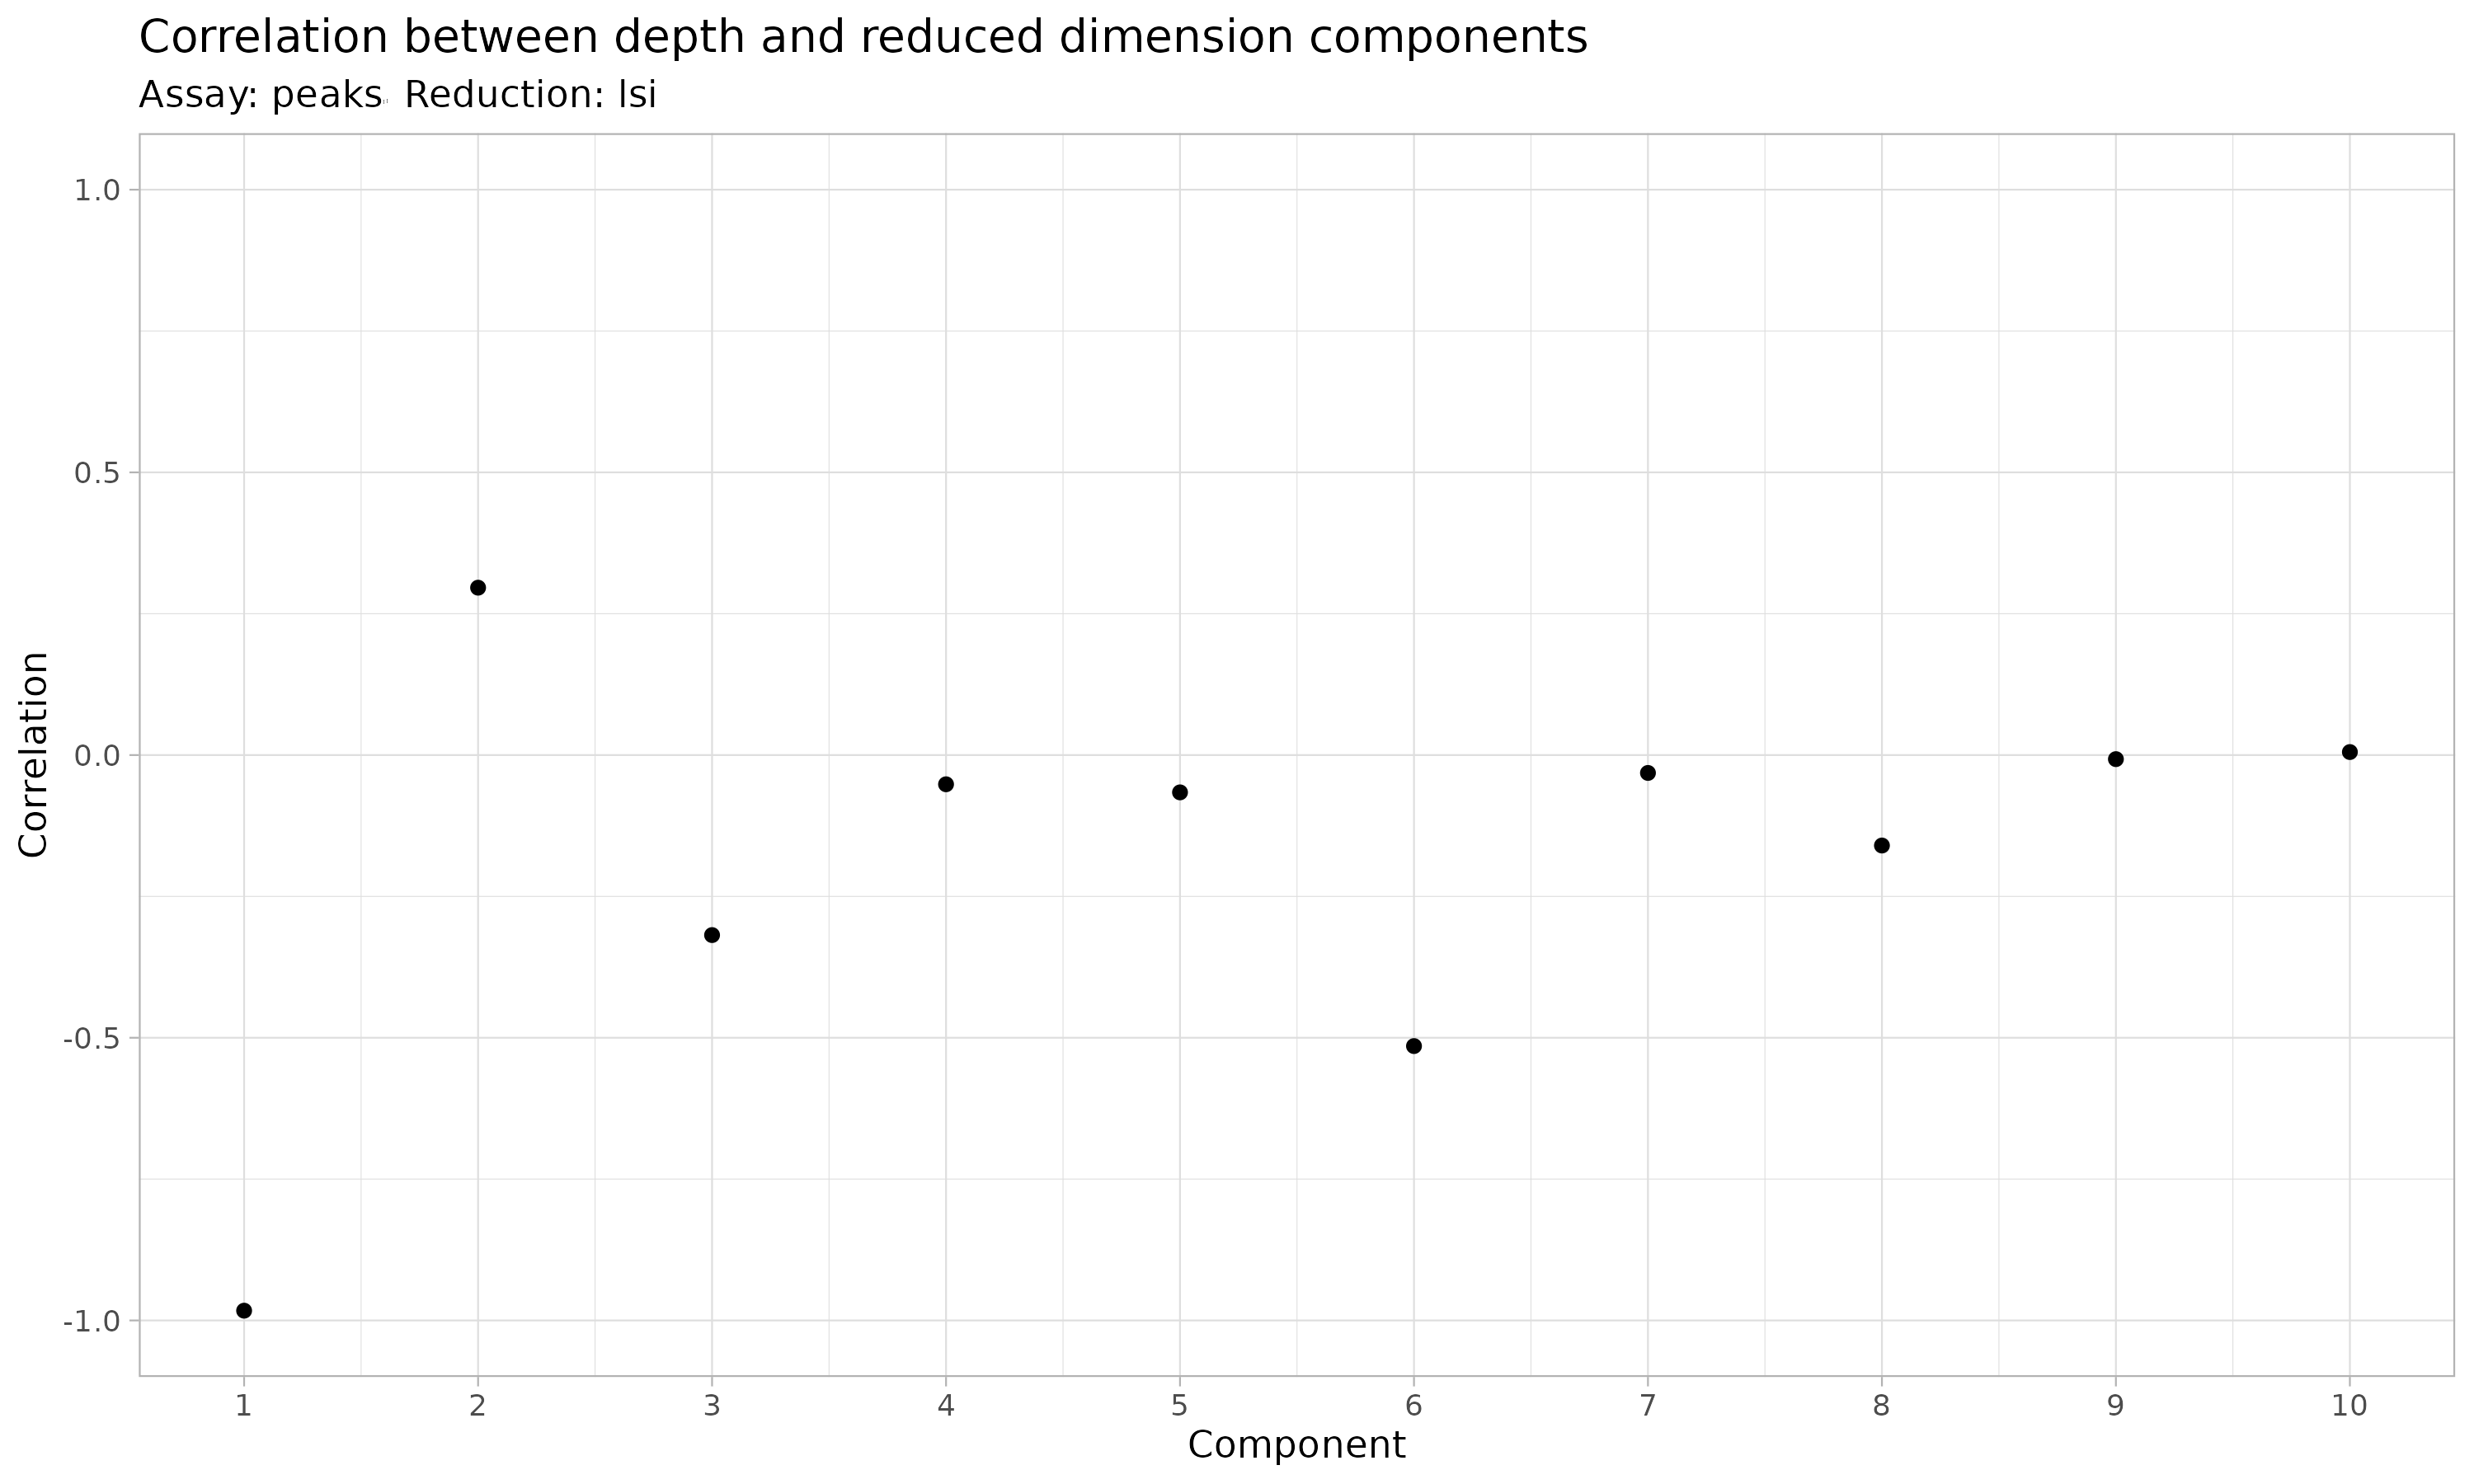 Correlation between depth and reduced dimension components
Assay: peaks Reduction: lsi
1.0
0.5
0.0
-0.5
-1.0
Correlation
1 2 3 4 5 6 7 8 9 10
Component